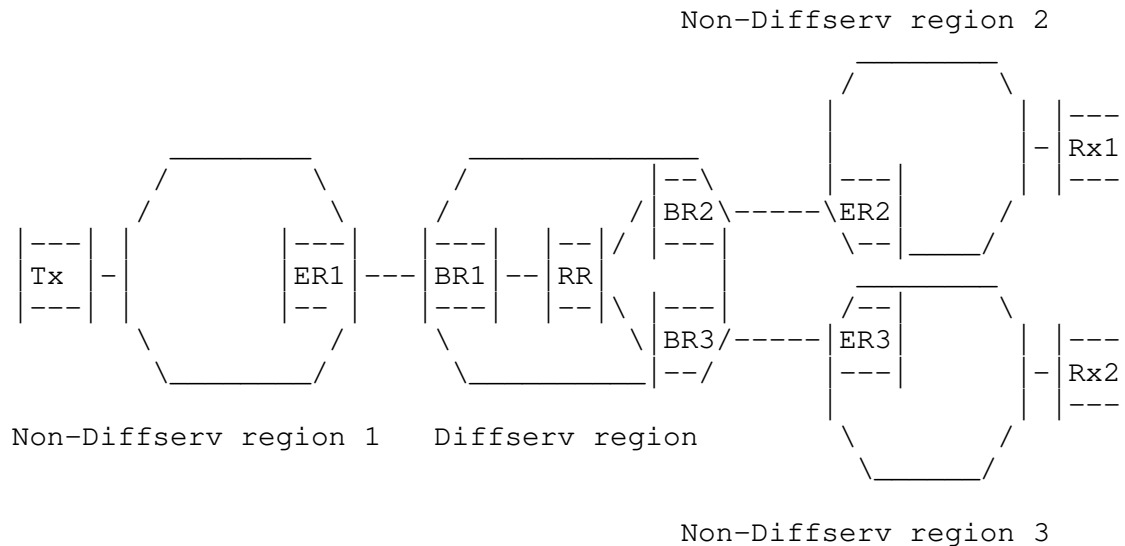 Non-Diffserv region 2
Rx1
BR2 ER2
Tx ER1 BR1 RR
BR3 ER3
Rx2
Non-Diffserv region 1 Diffserv region
Non-Diffserv region 3